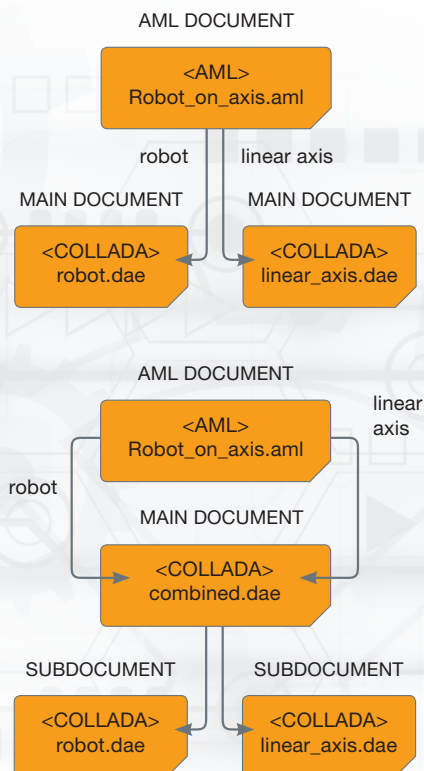 AML DOCUMENT
<AML>
Robot_on_axis.aml
robot
linear axis
MAIN DOCUMENT
MAIN DOCUMENT
<COLLADA>
robot.dae
<COLLADA>
linear_axis.dae
AML DOCUMENT
linear
axis
<AML>
Robot_on_axis.aml
robot
MAIN DOCUMENT
<COLLADA>
combined.dae
SUBDOCUMENT
SUBDOCUMENT
<COLLADA>
robot.dae
<COLLADA>
linear_axis.dae